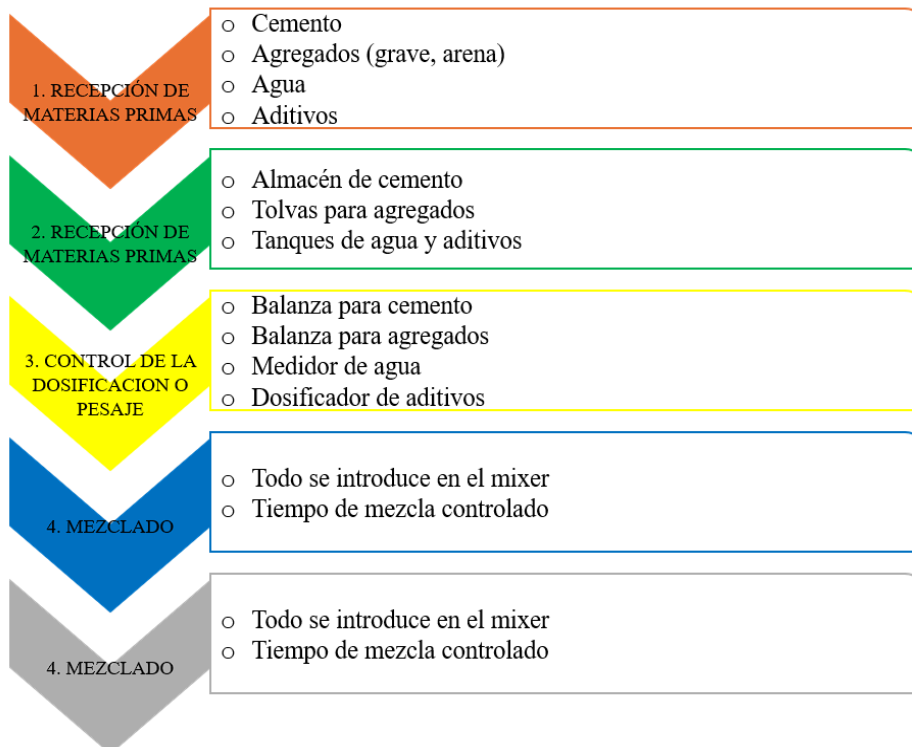 1. RECEPCIÓN DE
MATERIAS PRIMAS
o Cemento
o Agregados (grave, arena)
o Agua
o Aditivos
2. RECEPCIÓN DE
MATERIAS PRIMAS
o Almacén de cemento
o Tolvas para agregados
o Tanques de agua y aditivos
3. CONTROL DE LA
DOSIFICACION O
PESAJE
o Balanza para cemento
o Balanza para agregados
o Medidor de agua
o Dosificador de aditivos
4. MEZCLADO
o Todo se introduce en el mixer
o Tiempo de mezcla controlado
4. MEZCLADO
o Todo se introduce en el mixer
o Tiempo de mezcla controlado